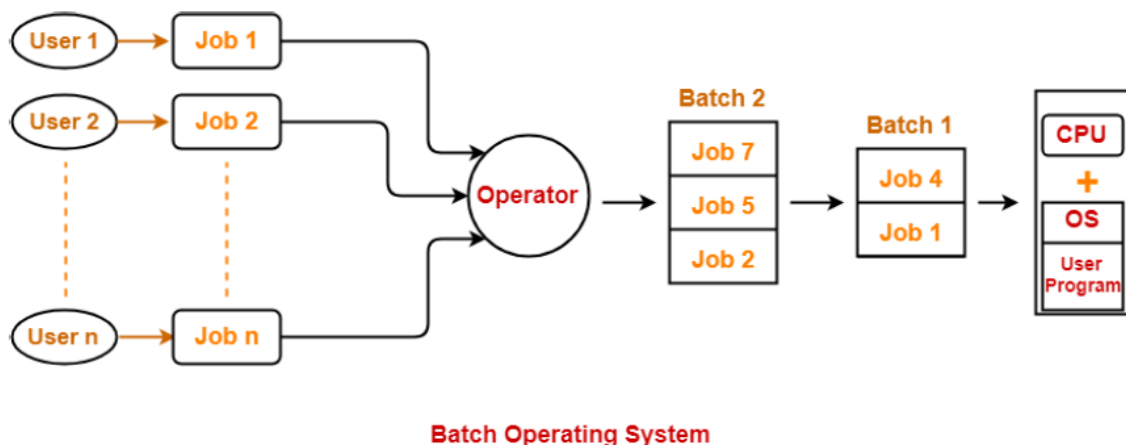 User 1
Job 1
User 2
Job 2
User n
Job n
Operator
Batch 2
Job 7
Job 5
Job 2
Batch 1
Job 4
Job 1
CPU
+
OS
User
Program
Batch Operating System